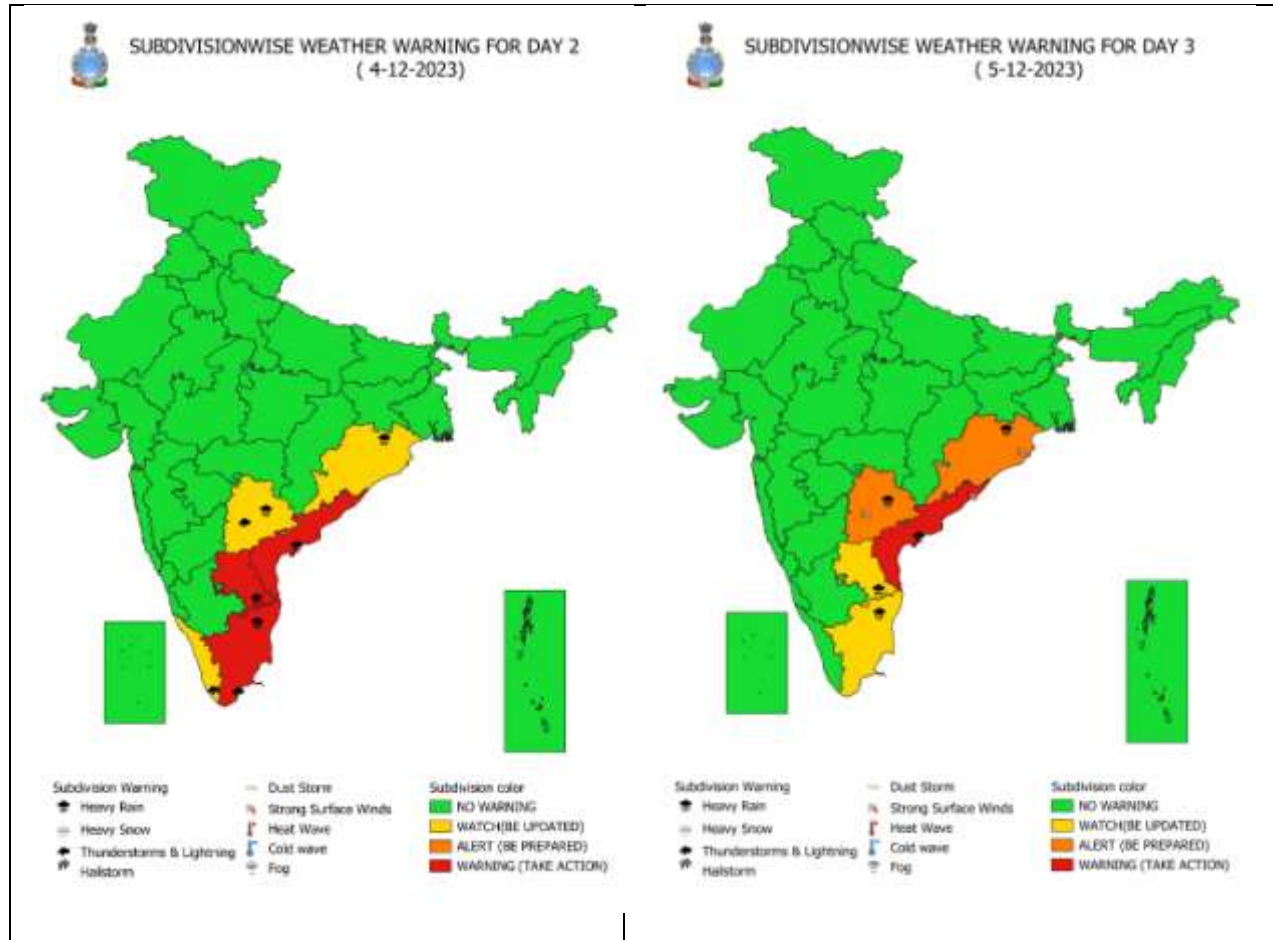 SUBDIVISIONWISE WEATHER WARNING FOR DAY 2
( 4-12-2023)
Subdivision Warning
Heavy Rain
Heavy Snow
Thunderstorms & Lightning
Hailstorm
Dust Storm
Strong Surface Winds
Heat Wave
Cold wave
Fog
Subdivision color
NO WARNING
WATCH(BE UPDATED)
ALERT (BE PREPARED)
WARNING (TAKE ACTION)
SUBDIVISIONWISE WEATHER WARNING FOR DAY 3
( 5-12-2023)
Subdivision Warning
Heavy Rain
Heavy Snow
Thunderstorms & Lightning
Hailstorm
Dust Storm
Strong Surface Winds
Heat Wave
Cold wave
Fog
Subdivision color
NO WARNING
WATCH(BE UPDATED)
ALERT (BE PREPARED)
WARNING (TAKE ACTION)